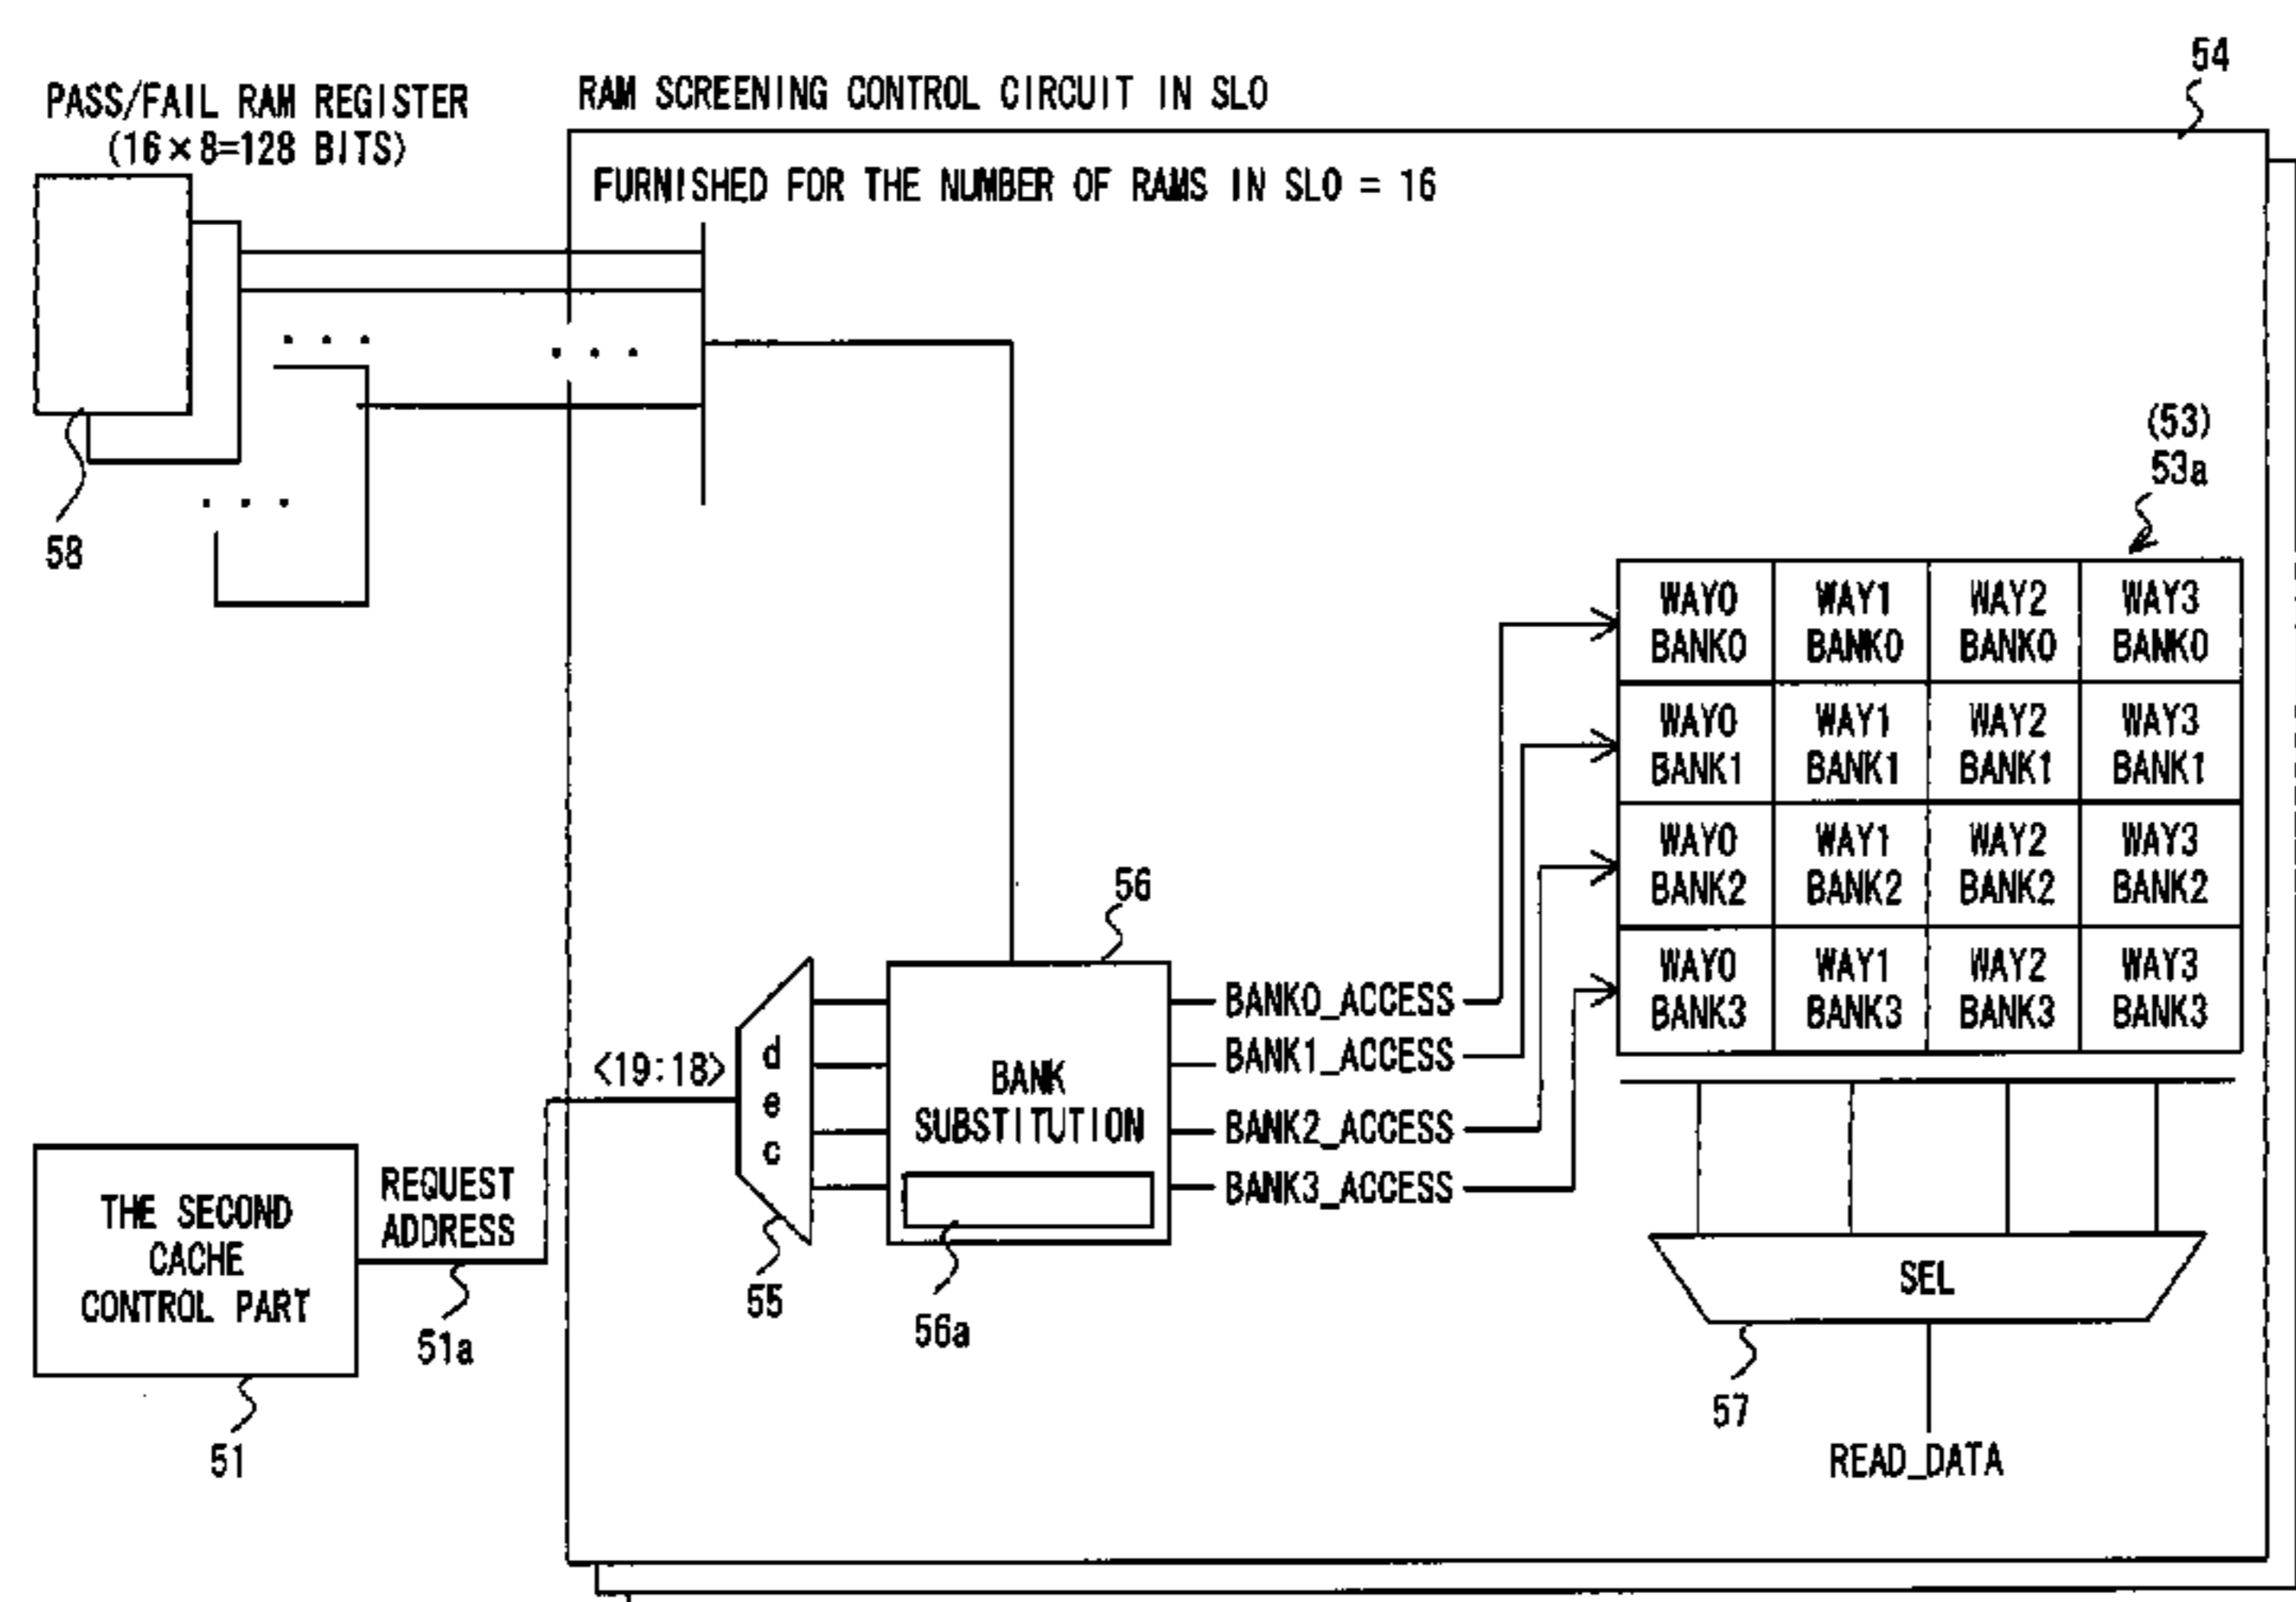 54
PASS/FAIL RAM REGISTER
(16×8=128 BITS)
RAM SCREENING CONTROL CIRCUIT IN SLO
FURNISHED FOR THE NUMBER OF RAMS IN SLO = 16
58
(53)
53a
WAY0 BANK0 WAY1 BANK0 WAY2 BANK0 WAY3 BANK0
WAY0 BANK1 WAY1 BANK1 WAY2 BANK1 WAY3 BANK1
WAY0 BANK2 WAY1 BANK2 WAY2 BANK2 WAY3 BANK2
WAY0 BANK3 WAY1 BANK3 WAY2 BANK3 WAY3 BANK3
56
<19:18>
dec
55
BANK
SUBSTITUTION
56a
BANK0_ACCESS
BANK1_ACCESS
BANK2_ACCESS
BANK3_ACCESS
THE SECOND
CACHE
CONTROL PART
51
REQUEST
ADDRESS
51a
SEL
57
READ_DATA